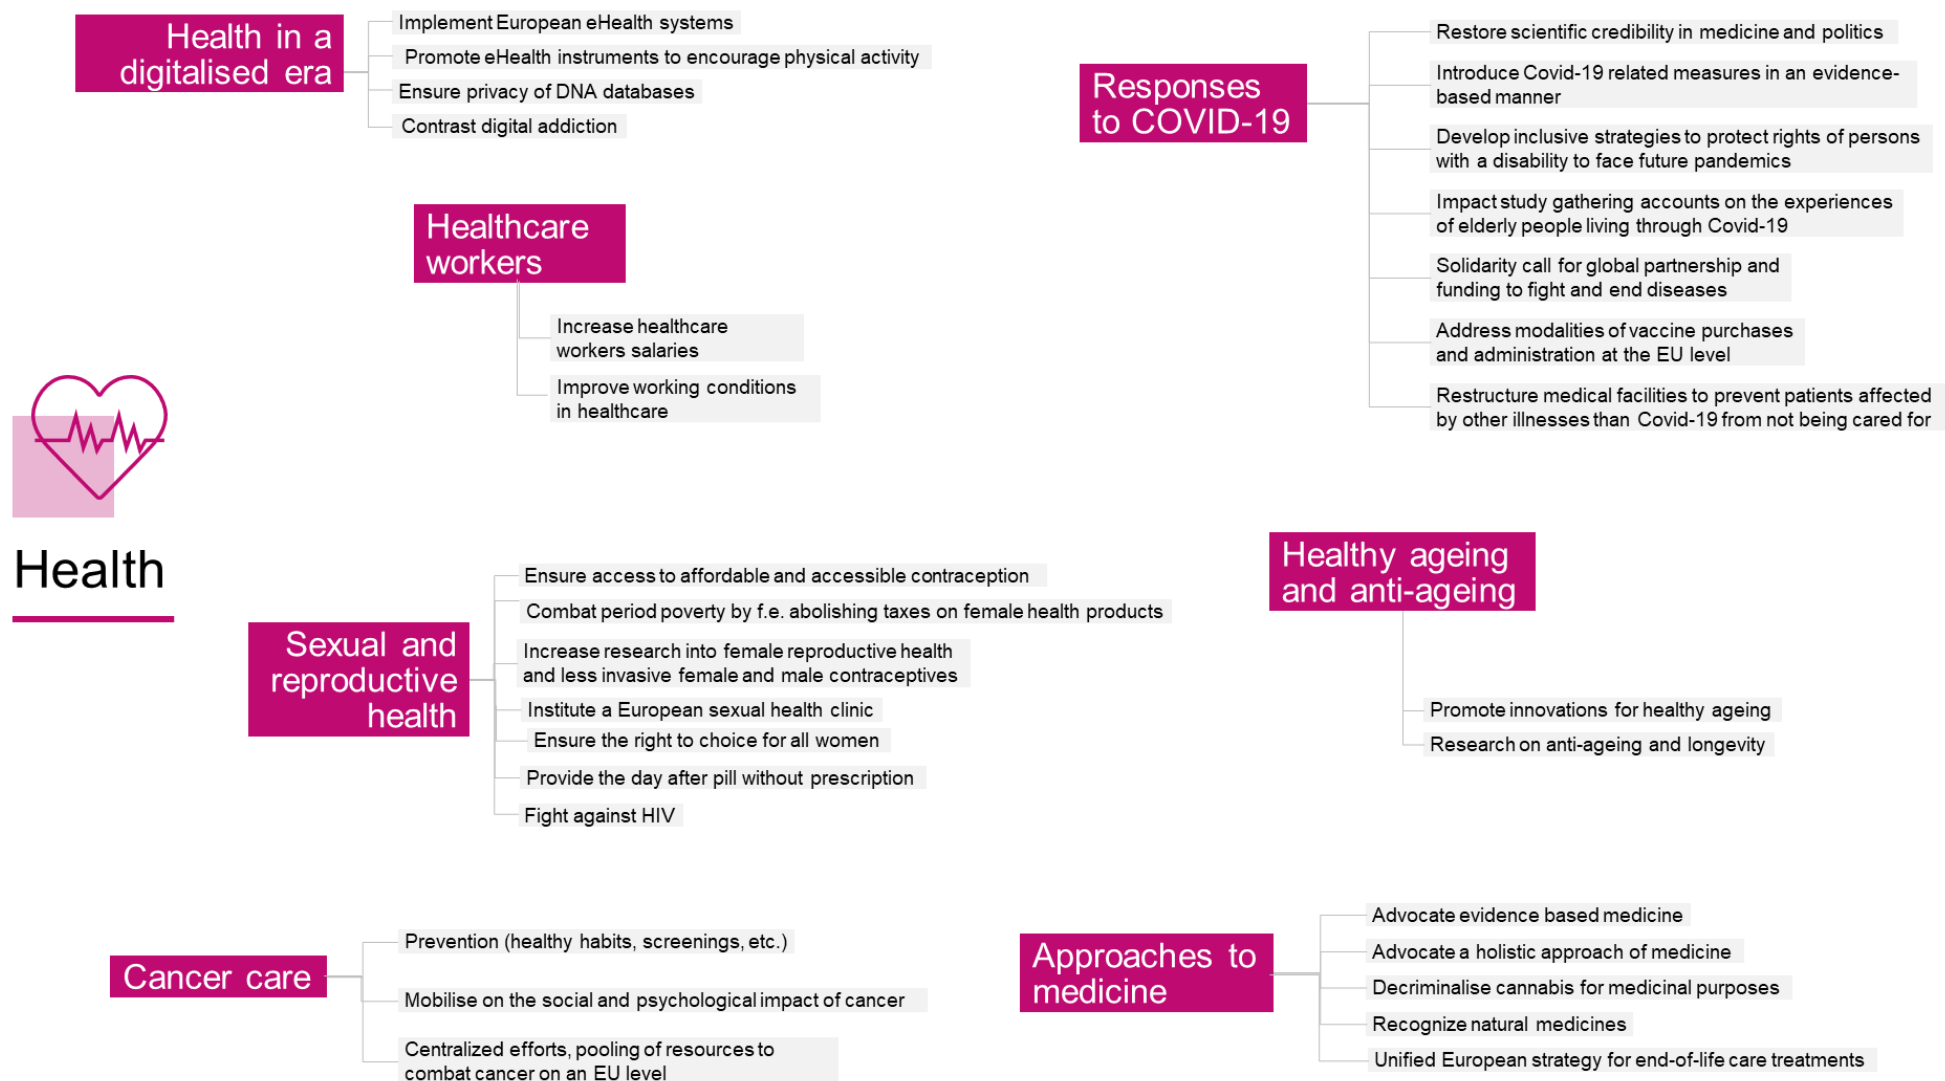 Health in a
digitalised era
Implement European eHealth systems
Promote eHealth instruments to encourage physical activity
Ensure privacy of DNA databases
Contrast digital addiction
Responses
to COVID-19
Restore scientific credibility in medicine and politics
Introduce Covid-19 related measures in an evidence-
based manner
Develop inclusive strategies to protect rights of persons
with a disability to face future pandemics
Impact study gathering accounts on the experiences
of elderly people living through Covid-19
Solidarity call for global partnership and
funding to fight and end diseases
Address modalities of vaccine purchases
and administration at the EU level
Restructure medical facilities to prevent patients affected
by other illnesses than Covid-19 from not being cared for
Healthcare
workers
Increase healthcare
workers salaries
Improve working conditions
in healthcare
Health
Sexual and
reproductive
health
Ensure access to affordable and accessible contraception
Combat period poverty by f.e. abolishing taxes on female health products
Increase research into female reproductive health
and less invasive female and male contraceptives
Institute a European sexual health clinic
Ensure the right to choice for all women
Provide the day after pill without prescription
Fight against HIV
Healthy ageing
and anti-ageing
Promote innovations for healthy ageing
Research on anti-ageing and longevity
Cancer care
Prevention (healthy habits, screenings, etc.)
Mobilise on the social and psychological impact of cancer
Centralized efforts, pooling of resources to
combat cancer on an EU level
Approaches to
medicine
Advocate evidence based medicine
Advocate a holistic approach of medicine
Decriminalise cannabis for medicinal purposes
Recognize natural medicines
Unified European strategy for end-of-life care treatments